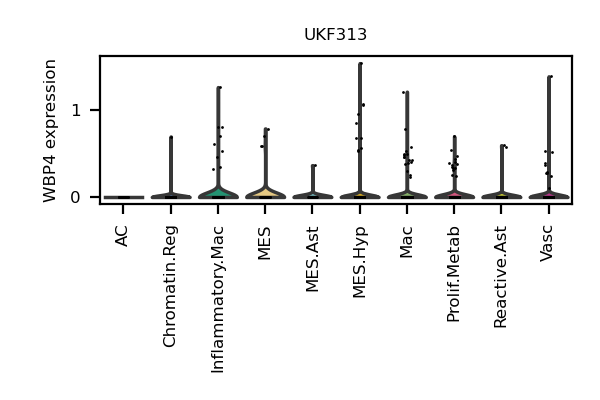 UKF313
WBP4 expression
1
0
AC
Chromatin.Reg
Inflammatory.Mac
MES
MES.Ast
MES.Hyp
Mac
Prolif.Metab
Reactive.Ast
Vasc